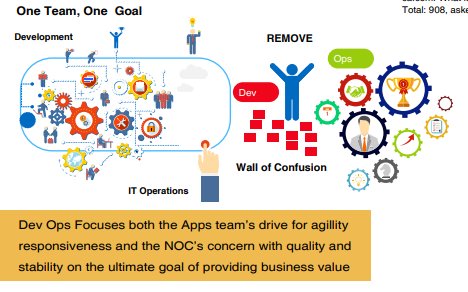 One Team, One Goal
Total: 908, aske
Development
REMOVE
Ops
Dev
Wall of Confusion
IT Operations
Dev Ops Focuses both the Apps team's drive for agillity
responsiveness and the NOC's concern with quality and
stability on the ultimate goal of providing business value